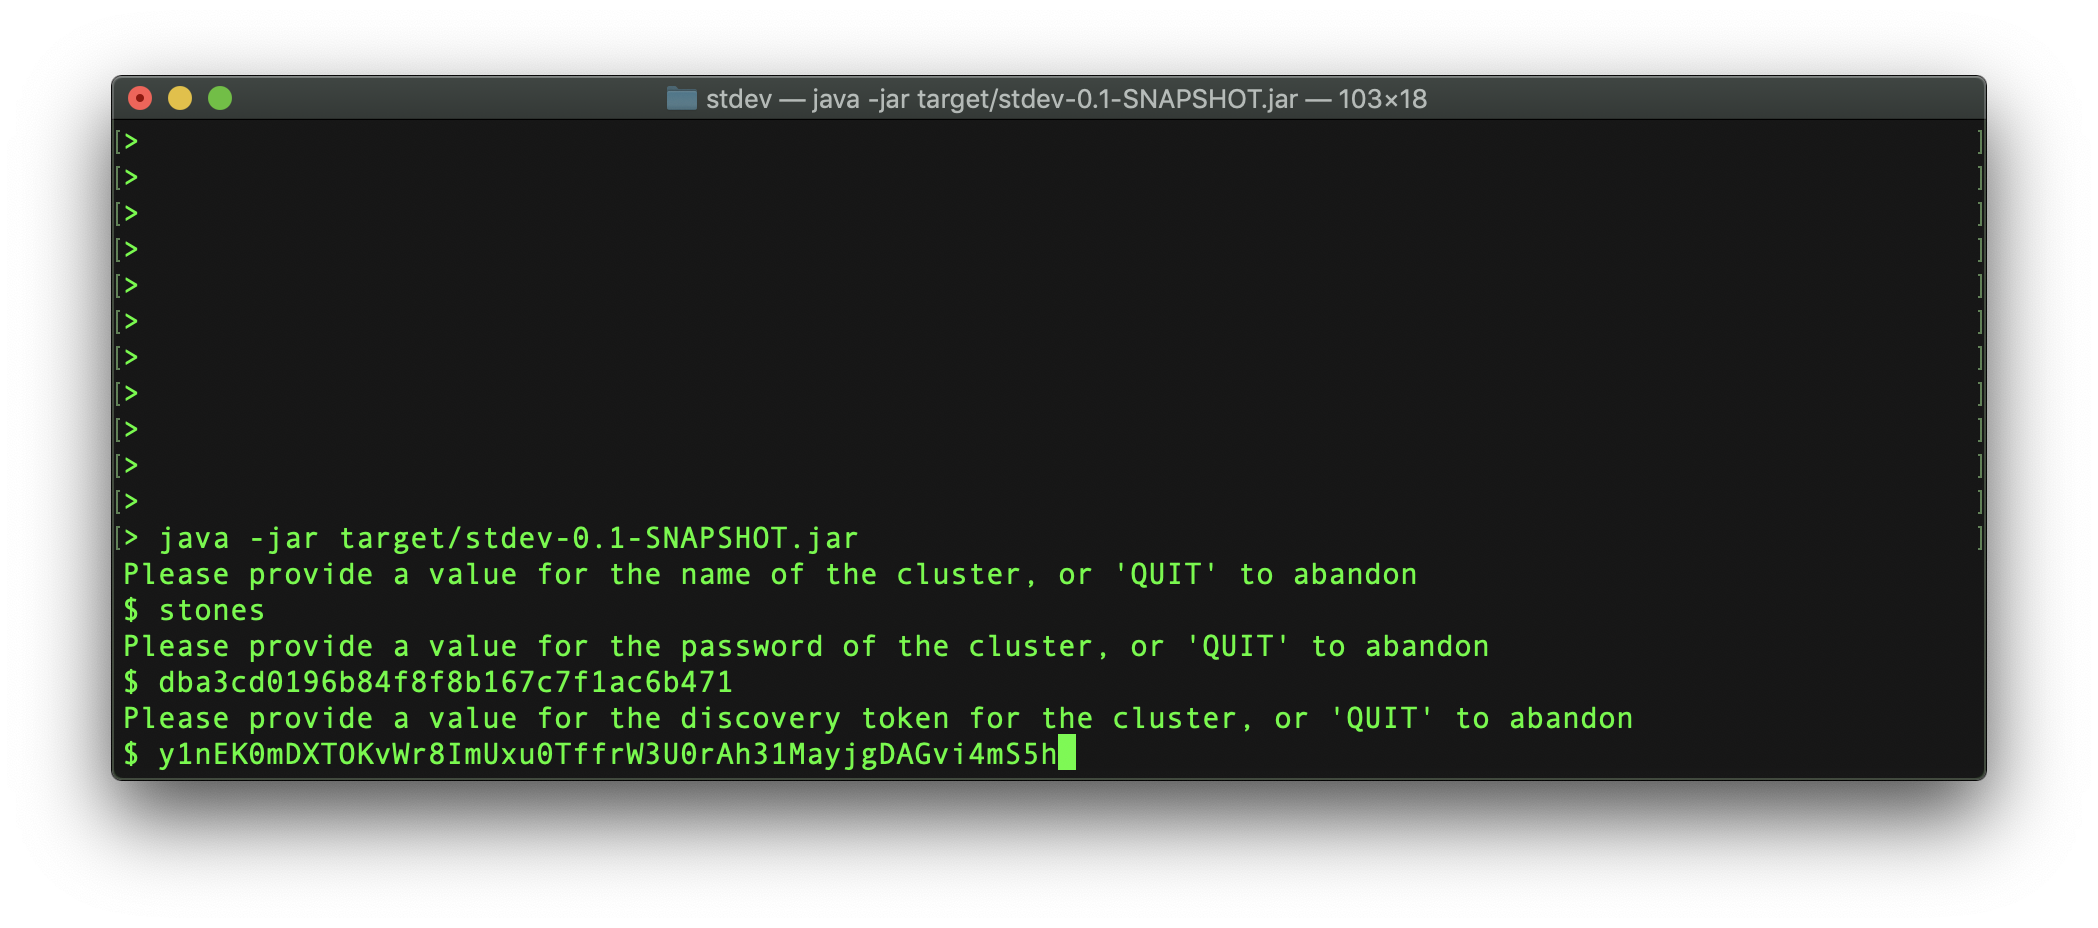 stdev — java -jar target/stdev-0.1-SNAPSHOT.jar — 103×18
[> ]
[> ]
[> ]
[> ]
[> ]
[> ]
[> ]
[> ]
[> ]
[> ]
[> ]
[> java -jar target/stdev-0.1-SNAPSHOT.jar ]
Please provide a value for the name of the cluster, or 'QUIT' to abandon
$ stones
Please provide a value for the password of the cluster, or 'QUIT' to abandon
$ dba3cd0196b84f8f8b167c7f1ac6b471
Please provide a value for the discovery token for the cluster, or 'QUIT' to abandon
$ y1nEK0mDXTOKvWr8ImUxu0TffrW3U0rAh31MayjgDAGvi4mS5h